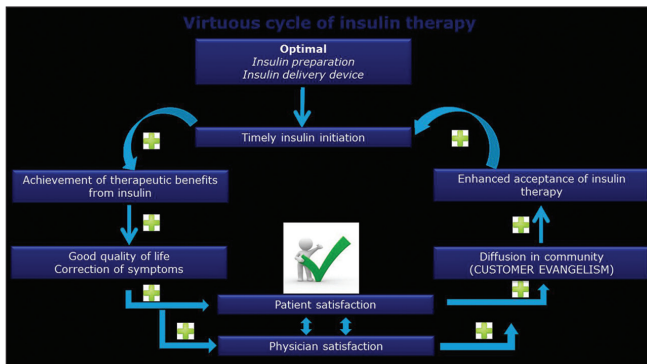 Virtuous cycle of insulin therapy
Optimal
Insulin preparation
Insulin delivery device
Timely insulin initiation
Achievement of therapeutic benefits
from insulin
Enhanced acceptance of insulin
therapy
Good quality of life
Correction of symptoms
Diffusion in community
(CUSTOMER EVANGELISM)
Patient satisfaction
Physician satisfaction